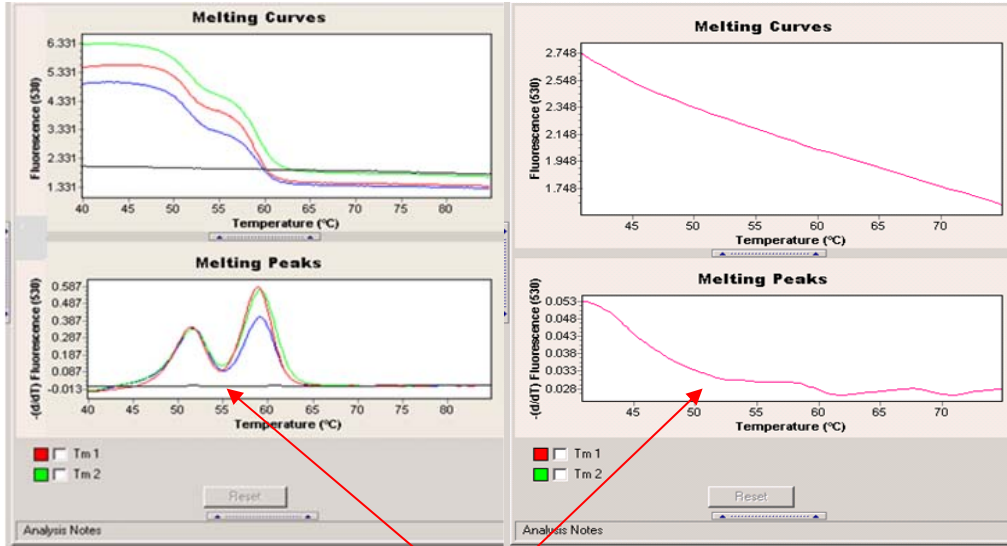 Melting Curves
Fluorescence (530)
6.331
5.331
4.331
3.331
2.331
1.331
40 45 50 55 60 65 70 75 80
Temperature (°C)
Melting Peaks
-(d/dT) Fluorescence (530)
0.587
0.487
0.387
0.287
0.187
0.087
-0.013
40 45 50 55 60 65 70 75 80
Temperature (°C)
Tm 1
Tm 2
Reset
Analysis Notes
Melting Curves
Fluorescence (530)
2.748
2.548
2.348
2.148
1.948
1.748
45 50 55 60 65 70
Temperature (°C)
Melting Peaks
-(d/dT) Fluorescence (530)
0.053
0.048
0.043
0.038
0.033
0.028
45 50 55 60 65 70
Temperature (°C)
Tm 1
Tm 2
Reset
Analysis Notes